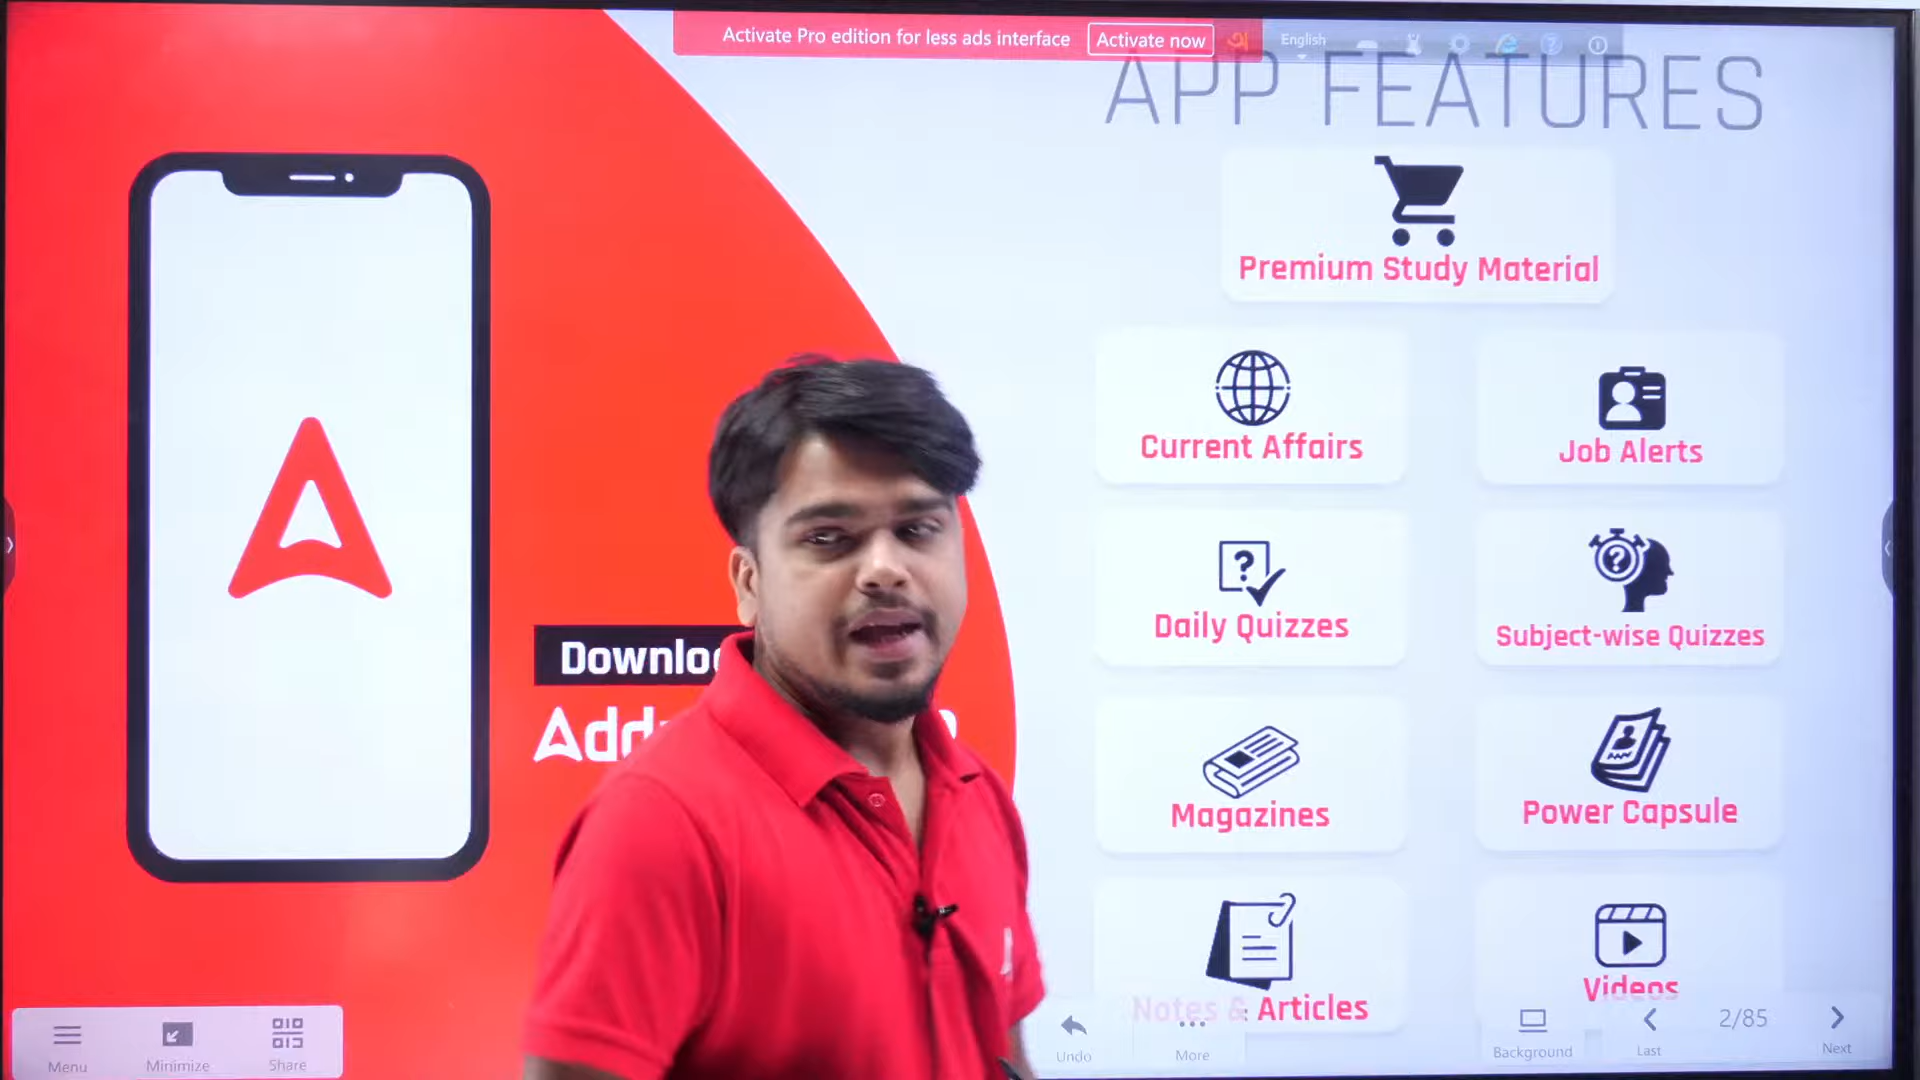 Activate Pro edition for less ads interface
Activate now
অ
English
APP FEATURES
Premium Study Material
Current Affairs
Job Alerts
Daily Quizzes
Subject-wise Quizzes
Magazines
Power Capsule
Notes & Articles
Videos
Menu
Minimize
Share
Undo
More
Background
Last
2/85
Next